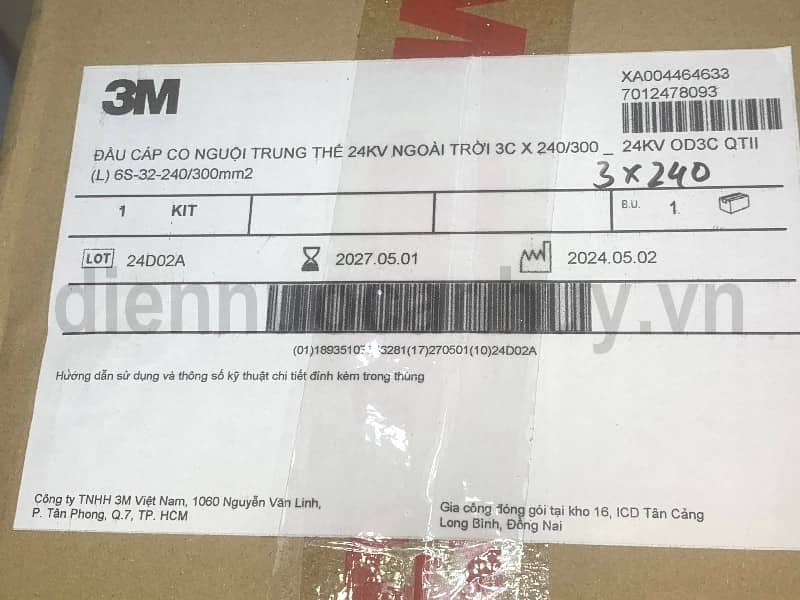 3M
XA004464633
7012478093
ĐẦU CÁP CO NGUỘI TRUNG THẾ 24KV NGOÀI TRỜI 3C X 240/300 _ 24KV OD3C QTII
(L) 6S-32-240/300mm2
3 x 240
1 KIT
B.U. 1
LOT 24D02A 2027.05.01 2024.05.02
Hướng dẫn sử dụng và thông số kỹ thuật chi tiết đính kèm trong thùng
Công ty TNHH 3M Việt Nam, 1060 Nguyễn Văn Linh,
P. Tân Phong, Q.7, TP. HCM
Gia công đóng gói tại kho 16, ICD Tân Cảng
Long Bình, Đồng Nai